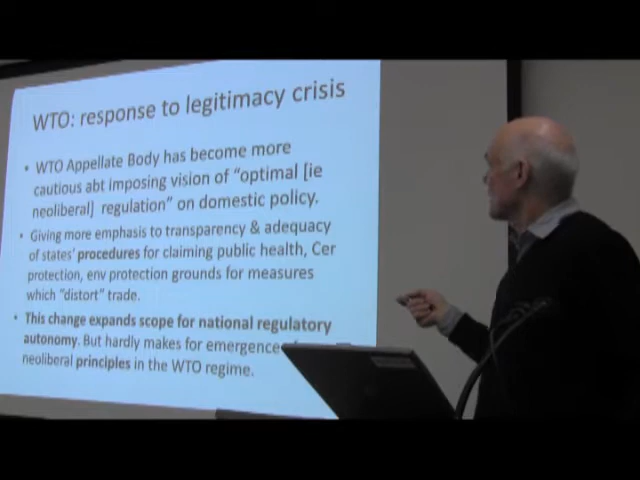 WTO: response to legitimacy crisis
• WTO Appellate Body has become more
cautious abt imposing vision of "optimal [ie
neoliberal] regulation" on domestic policy.
• Giving more emphasis to transparency & adequacy
of states' procedures for claiming public health, Cer
protection, env protection grounds for measures
which "distort" trade.
• This change expands scope for national regulatory
autonomy. But hardly makes for emergence
neoliberal principles in the WTO regime.